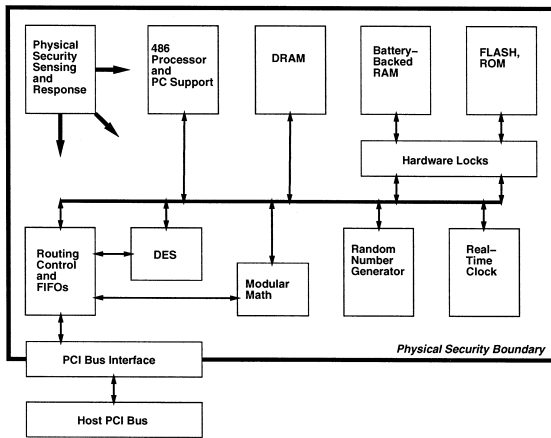 Physical
Security
Sensing
and
Response
486
Processor
and
PC Support
DRAM
Battery–
Backed
RAM
FLASH,
ROM
Hardware Locks
Routing
Control
and
FIFOs
DES
Modular
Math
Random
Number
Generator
Real–
Time
Clock
Physical Security Boundary
PCI Bus Interface
Host PCI Bus